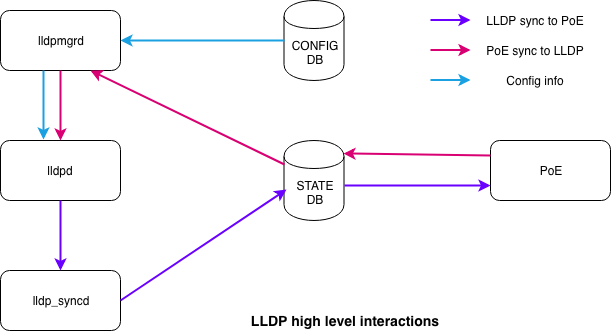 lldpmgrd
CONFIG
DB
LLDP sync to PoE
PoE sync to LLDP
Config info
lldpd
STATE
DB
PoE
lldp_syncd
LLDP high level interactions